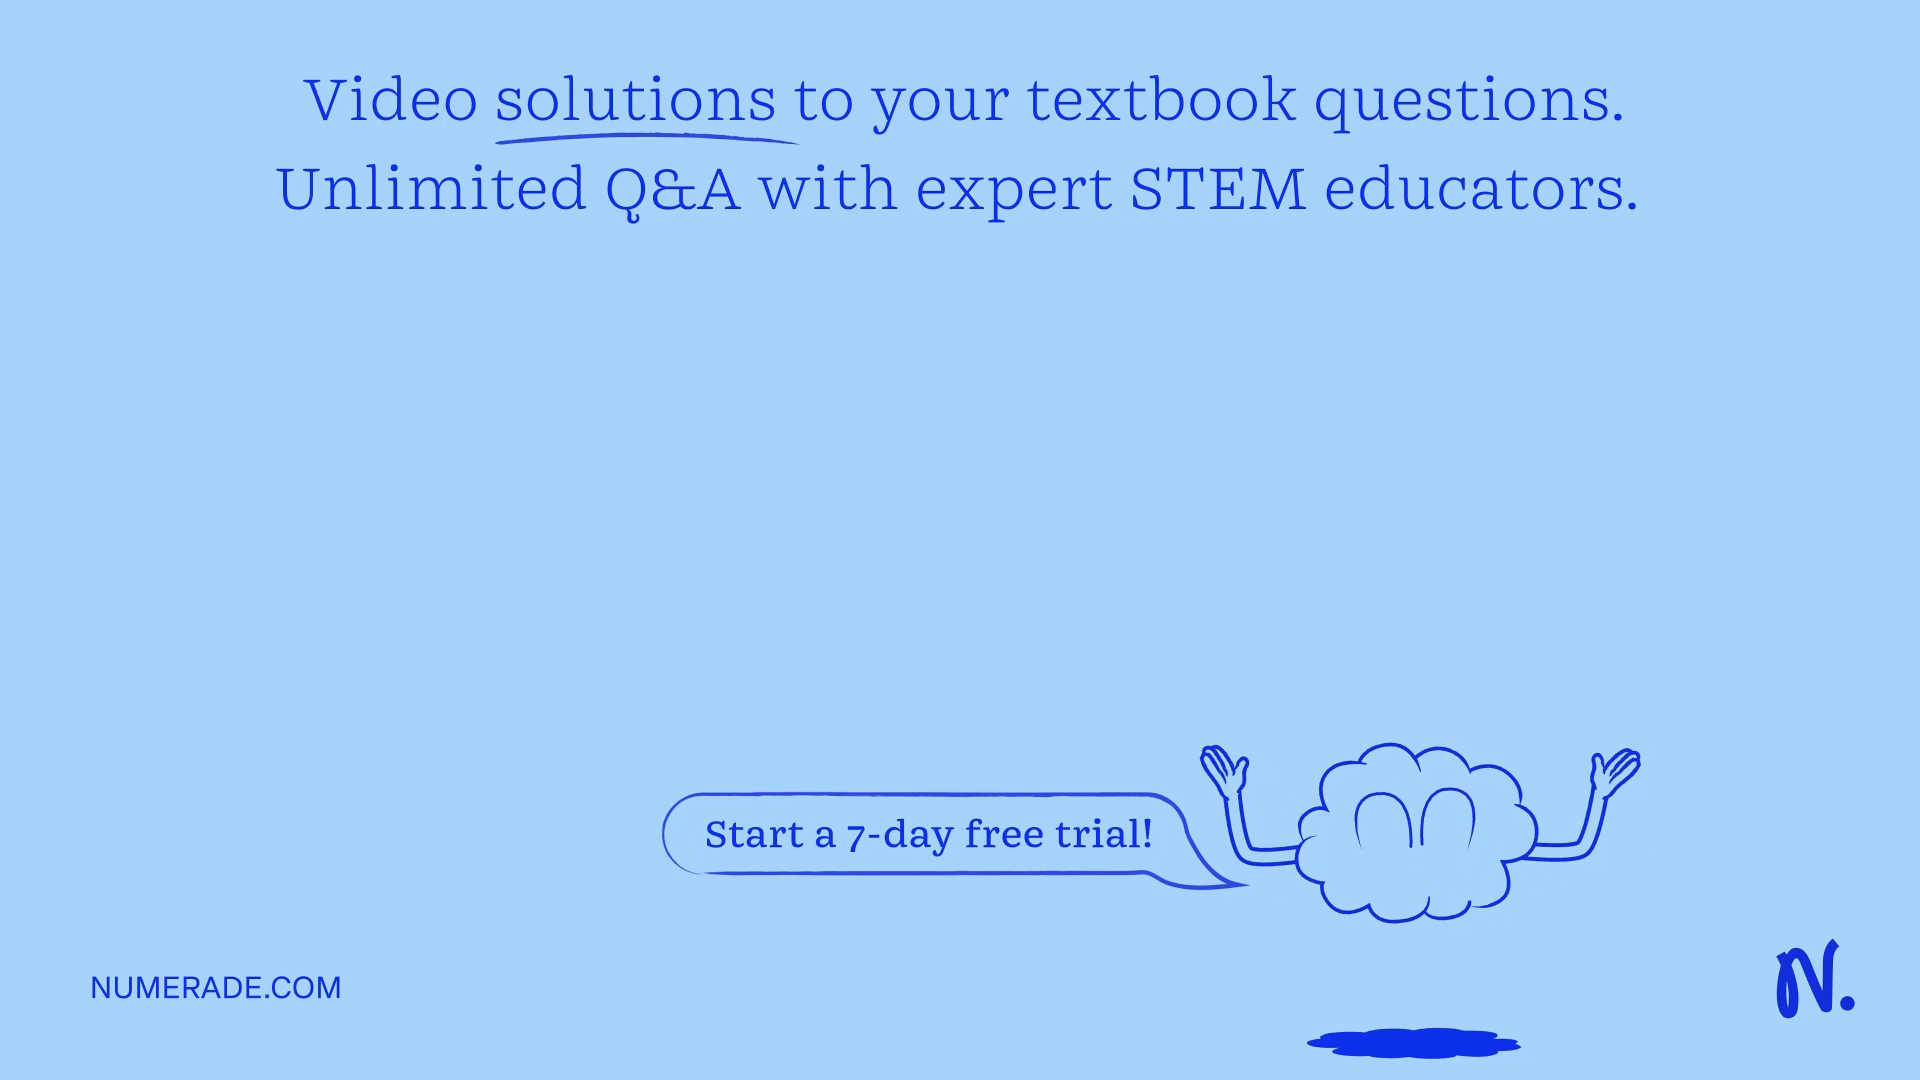 Video solutions to your textbook questions.
Unlimited Q&A with expert STEM educators.
Start a 7-day free trial!
NUMERADE.COM
N.